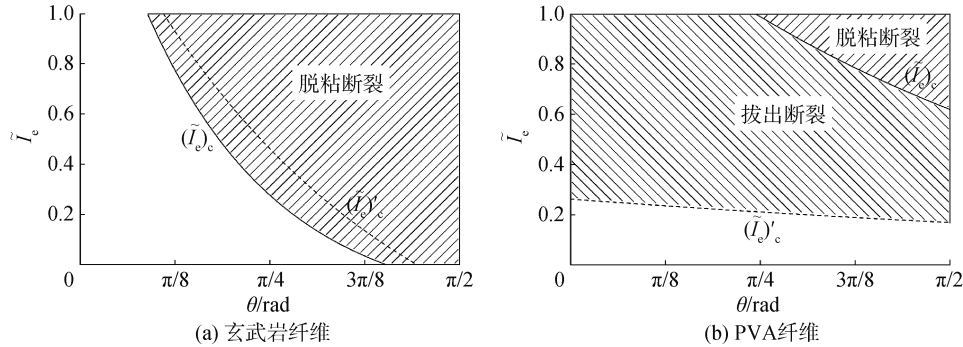 1.0
0.8
0.6
0.4
0.2
0
Ĩe
脱粘断裂
(Ĩe)c
(Ĩe)′c
π/8
π/4
3π/8
π/2
θ/rad
(a) 玄武岩纤维
1.0
0.8
0.6
0.4
0.2
0
Ĩe
脱粘断裂
(Ĩe)c
拔出断裂
(Ĩe)′c
π/8
π/4
3π/8
π/2
θ/rad
(b) PVA纤维